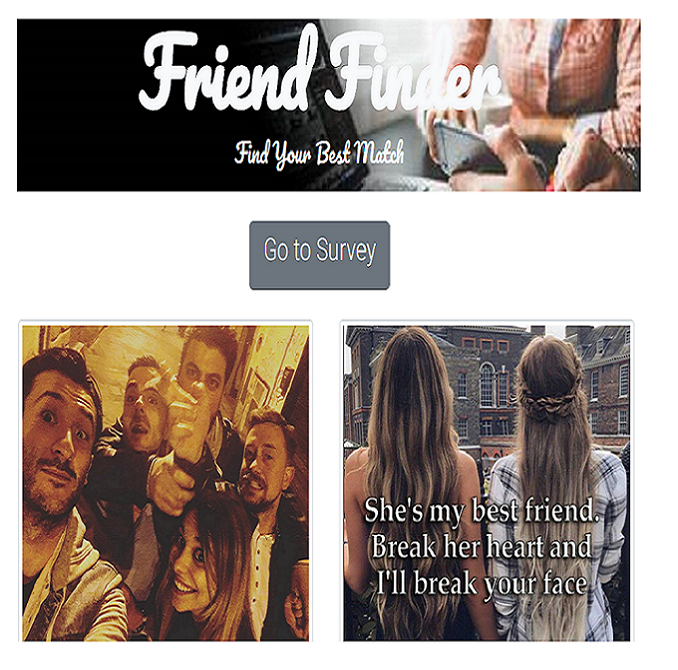 Friend Finder
Find Your Best Match
Go to Survey
She's my best friend.
Break her heart and
I'll break your face